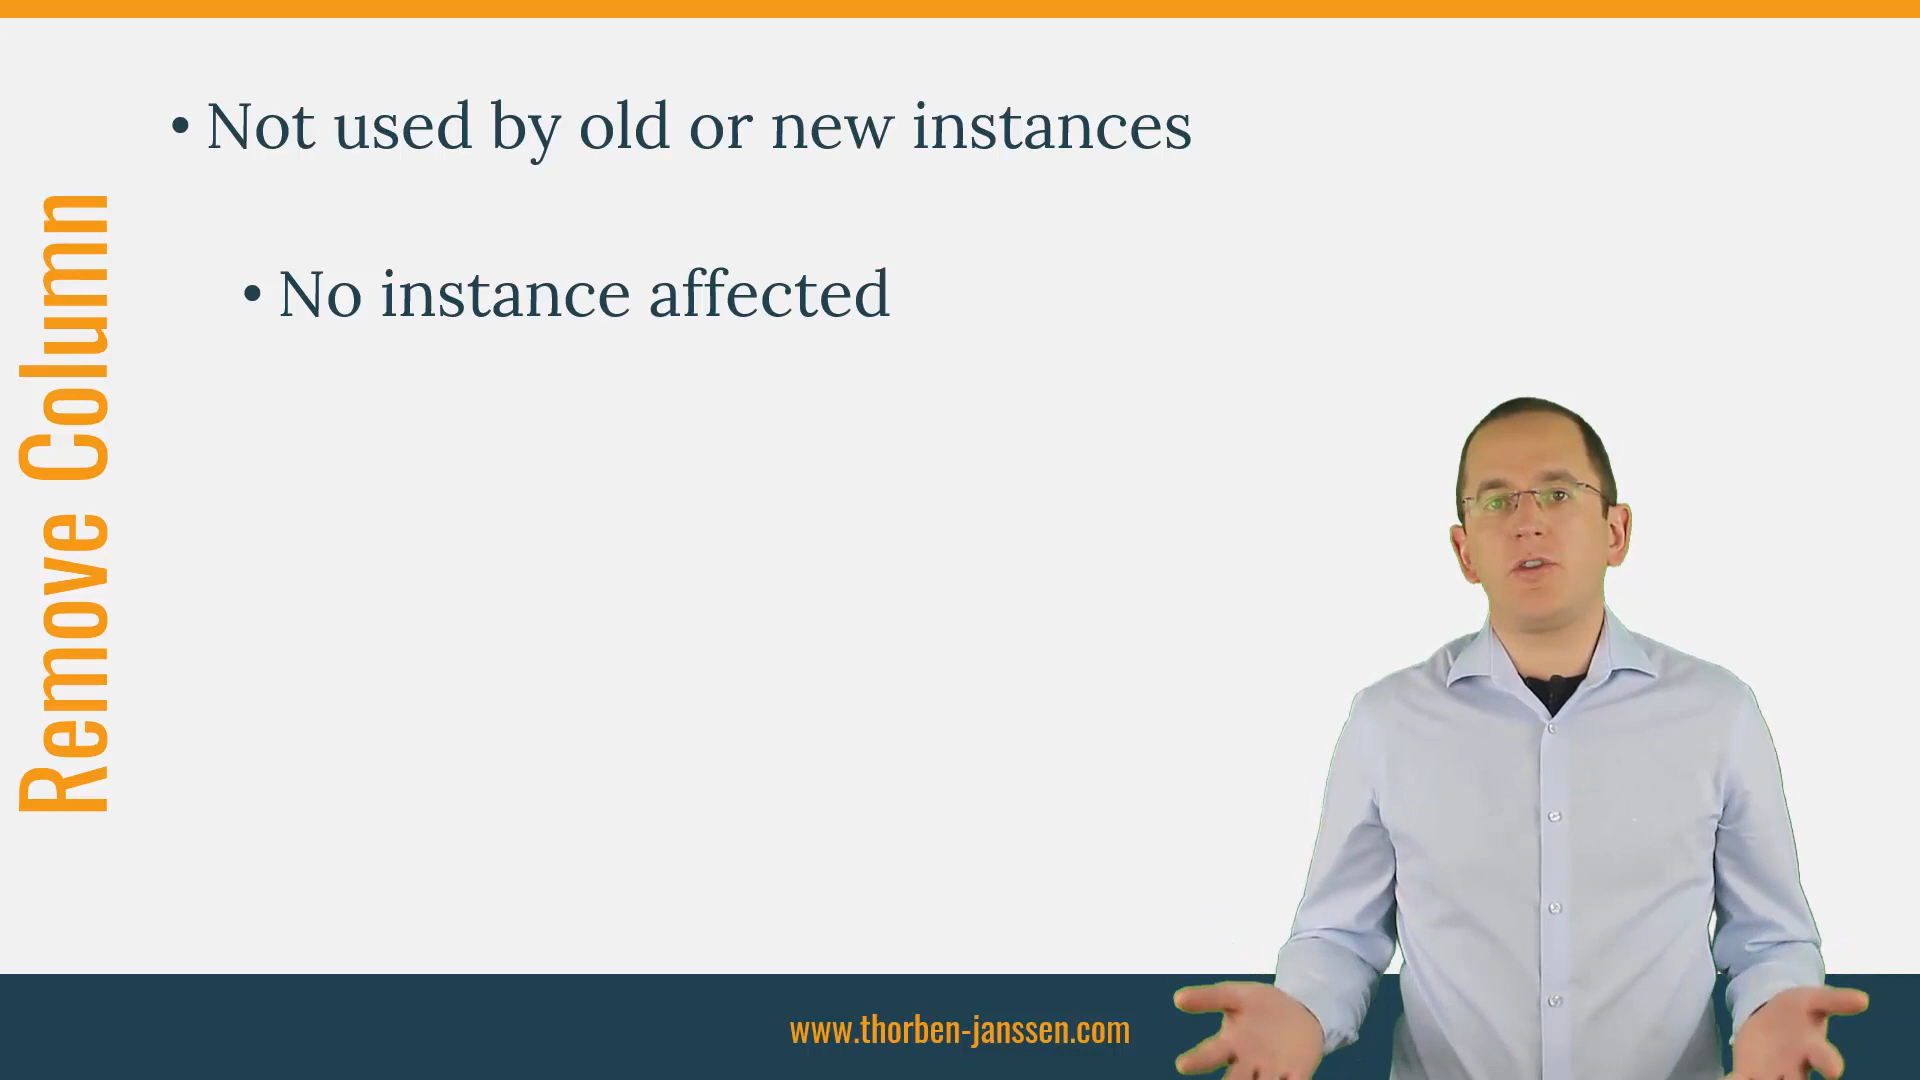 Remove Column
• Not used by old or new instances
• No instance affected
www.thorben-janssen.com